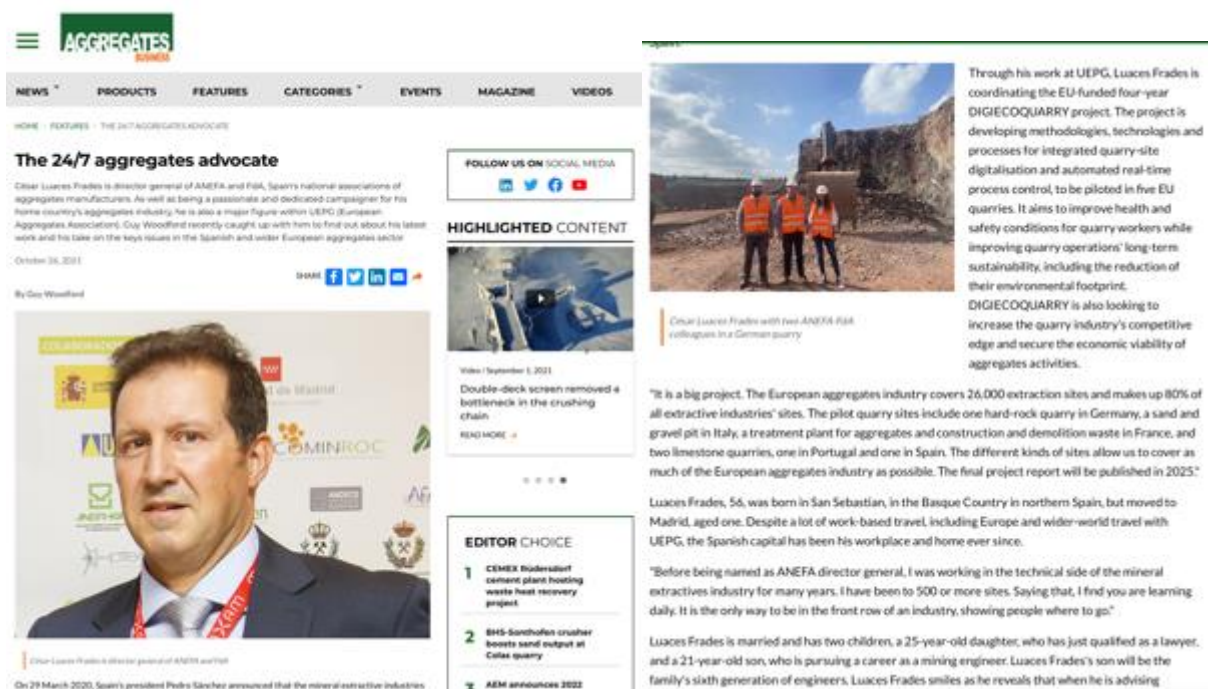 AGGREGATES
BUSINESS
NEWS
PRODUCTS
FEATURES
CATEGORIES
EVENTS
MAGAZINE
VIDEOS
HOME
FEATURES
THE 24/7 AGGREGATES ADVOCATE
The 24/7 aggregates advocate
César Luaces Frades is director general of ANEFA and FdA, Spain's national associations of
aggregates manufacturers. As well as being a passionate and dedicated campaigner for his
home country's aggregates industry, he is also a major figure within UEPG (European
Aggregates Association). Guy Woodford recently caught up with him to find out about his latest
work and his take on the keys issues in the Spanish and wider European aggregates sector
October 26, 2021
SHARE
By Guy Woodford
COMINROC
César Luaces Frades is director general of ANEFA and FdA
On 29 March 2020, Spain's president Pedro Sánchez announced that the mineral extractive industries
FOLLOW US ON SOCIAL MEDIA
HIGHLIGHTED CONTENT
Video / September 1, 2021
Double-deck screen removed a
bottleneck in the crushing
chain
READ MORE
EDITOR CHOICE
1 CEMEX Rüdersdorf
cement plant hosting
waste heat recovery
project
2 BHS-Sonthofen crusher
boosts sand output at
Colas quarry
3 AEM announces 2022
Through his work at UEPG, Luaces Frades is
coordinating the EU-funded four-year
DIGIECOQUARRY project. The project is
developing methodologies, technologies and
processes for integrated quarry-site
digitalisation and automated real-time
process control, to be piloted in five EU
quarries. It aims to improve health and
safety conditions for quarry workers while
improving quarry operations' long-term
sustainability, including the reduction of
their environmental footprint.
DIGIECOQUARRY is also looking to
increase the quarry industry's competitive
edge and secure the economic viability of
aggregates activities.
César Luaces Frades with two ANEFA-FdA
colleagues in a German quarry
"It is a big project. The European aggregates industry covers 26,000 extraction sites and makes up 80% of
all extractive industries' sites. The pilot quarry sites include one hard-rock quarry in Germany, a sand and
gravel pit in Italy, a treatment plant for aggregates and construction and demolition waste in France, and
two limestone quarries, one in Portugal and one in Spain. The different kinds of sites allow us to cover as
much of the European aggregates industry as possible. The final project report will be published in 2025."
Luaces Frades, 56, was born in San Sebastian, in the Basque Country in northern Spain, but moved to
Madrid, aged one. Despite a lot of work-based travel, including Europe and wider-world travel with
UEPG, the Spanish capital has been his workplace and home ever since.
"Before being named as ANEFA director general, I was working in the technical side of the mineral
extractives industry for many years. I have been to 500 or more sites. Saying that, I find you are learning
daily. It is the only way to be in the front row of an industry, showing people where to go."
Luaces Frades is married and has two children, a 25-year-old daughter, who has just qualified as a lawyer,
and a 21-year-old son, who is pursuing a career as a mining engineer. Luaces Frades's son will be the
family's sixth generation of engineers. Luaces Frades smiles as he reveals that when he is advising